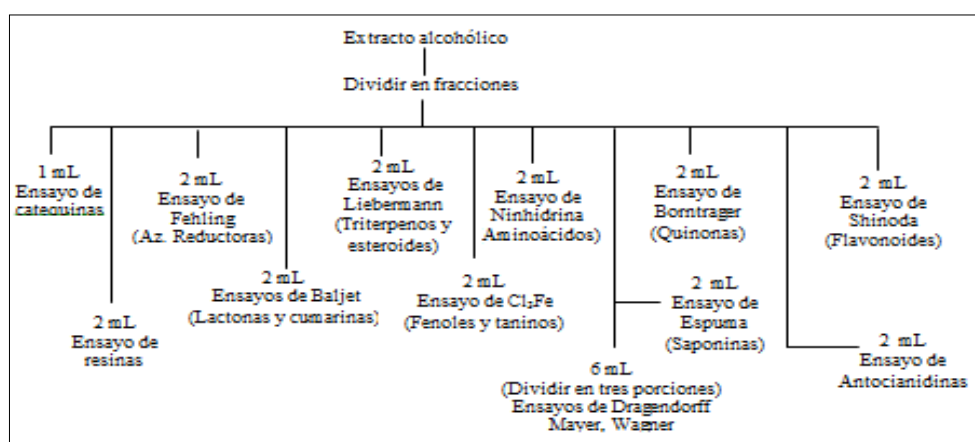 Extracto alcohólico
Dividir en fracciones
1 mL
Ensayo de
catequinas
2 mL
Ensayo de
resinas
2 mL
Ensayo de
Fehling
(Az. Reductoras)
2 mL
Ensayos de Baljet
(Lactonas y cumarinas)
2 mL
Ensayos de
Liebermann
(Triterpenos y
esteroides)
2 mL
Ensayo de Cl₃Fe
(Fenoles y taninos)
2 mL
Ensayo de
Ninhidrina
Aminoácidos)
6 mL
(Dividir en tres porciones)
Ensayos de Dragendorff
Mayer, Wagner
2 mL
Ensayo de
Espuma
(Saponinas)
2 mL
Ensayo de
Borntrager
(Quinonas)
2 mL
Ensayo de
Antocianidinas
2 mL
Ensayo de
Shinoda
(Flavonoides)